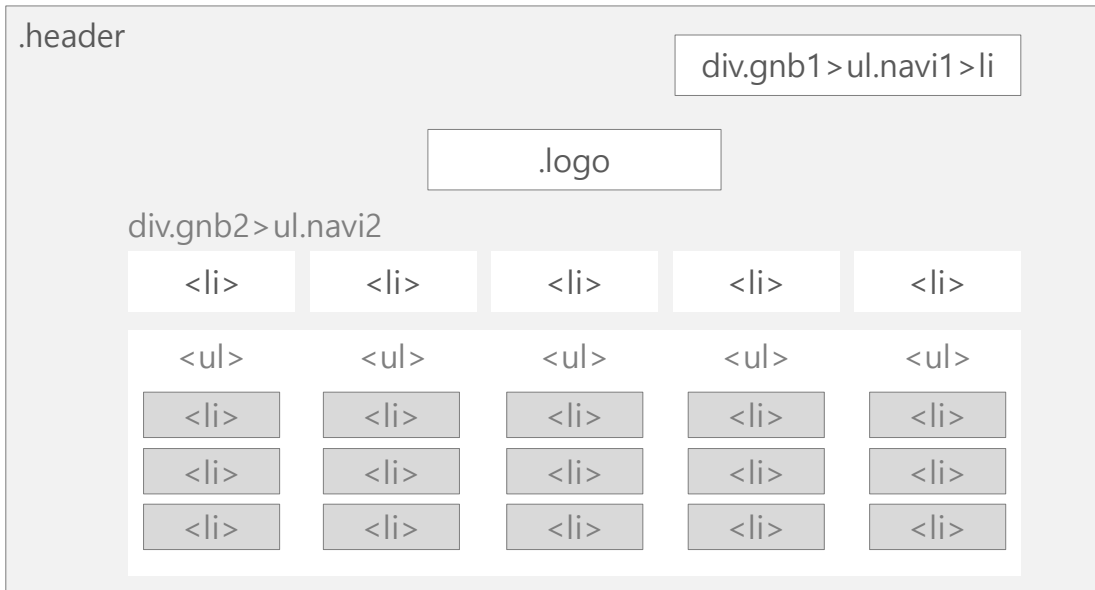 .header
div.gnb1>ul.navi1>li
.logo
div.gnb2>ul.navi2
<li> <li> <li> <li> <li>
<ul> <ul> <ul> <ul> <ul>
<li> <li> <li> <li> <li>
<li> <li> <li> <li> <li>
<li> <li> <li> <li> <li>